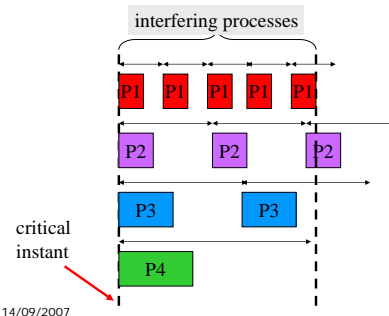 interfering processes
P1 P1 P1 P1 P1
P2 P2 P2
P3 P3
critical
instant
P4
14/09/2007